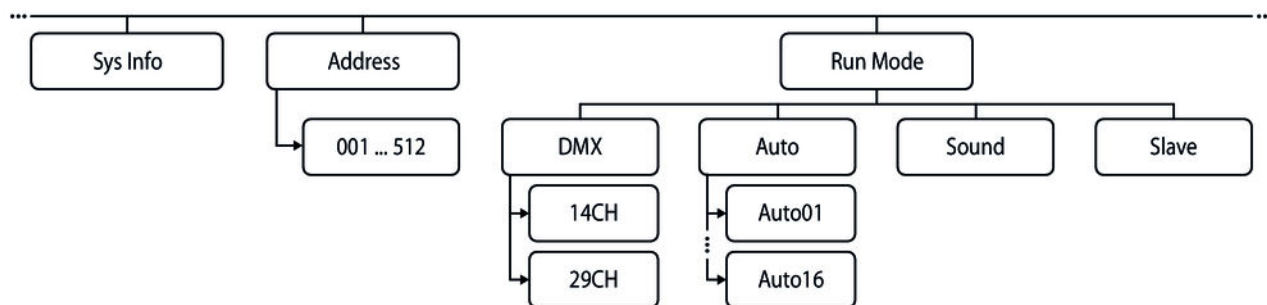 Sys Info
Address
Run Mode
001 ... 512
DMX
Auto
Sound
Slave
14CH
Auto01
29CH
Auto16